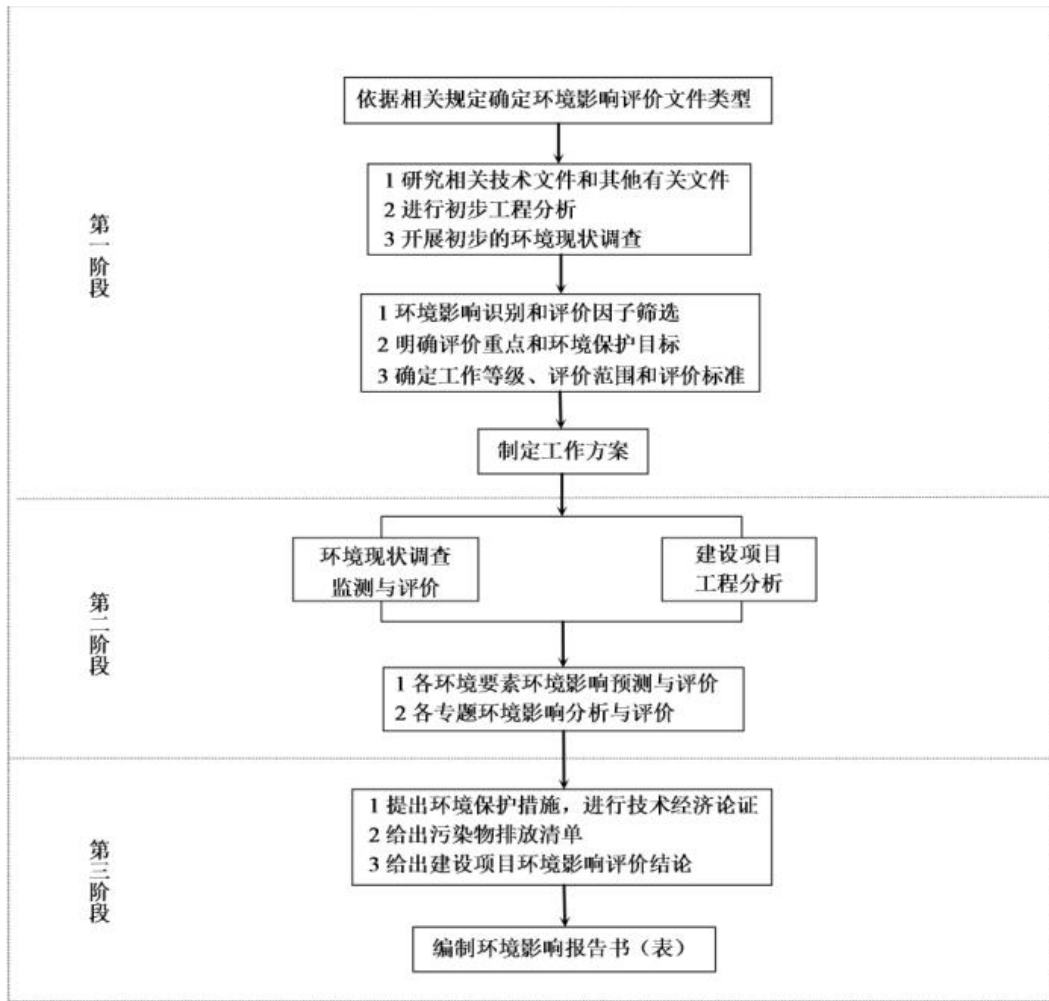 依据相关规定确定环境影响评价文件类型
1 研究相关技术文件和其他有关文件
2 进行初步工程分析
3 开展初步的环境现状调查
第一阶段
1 环境影响识别和评价因子筛选
2 明确评价重点和环境保护目标
3 确定工作等级、评价范围和评价标准
制定工作方案
环境现状调查
监测与评价
建设项目
工程分析
第二阶段
1 各环境要素环境影响预测与评价
2 各专题环境影响分析与评价
1 提出环境保护措施，进行技术经济论证
2 给出污染物排放清单
3 给出建设项目环境影响评价结论
第三阶段
编制环境影响报告书（表）